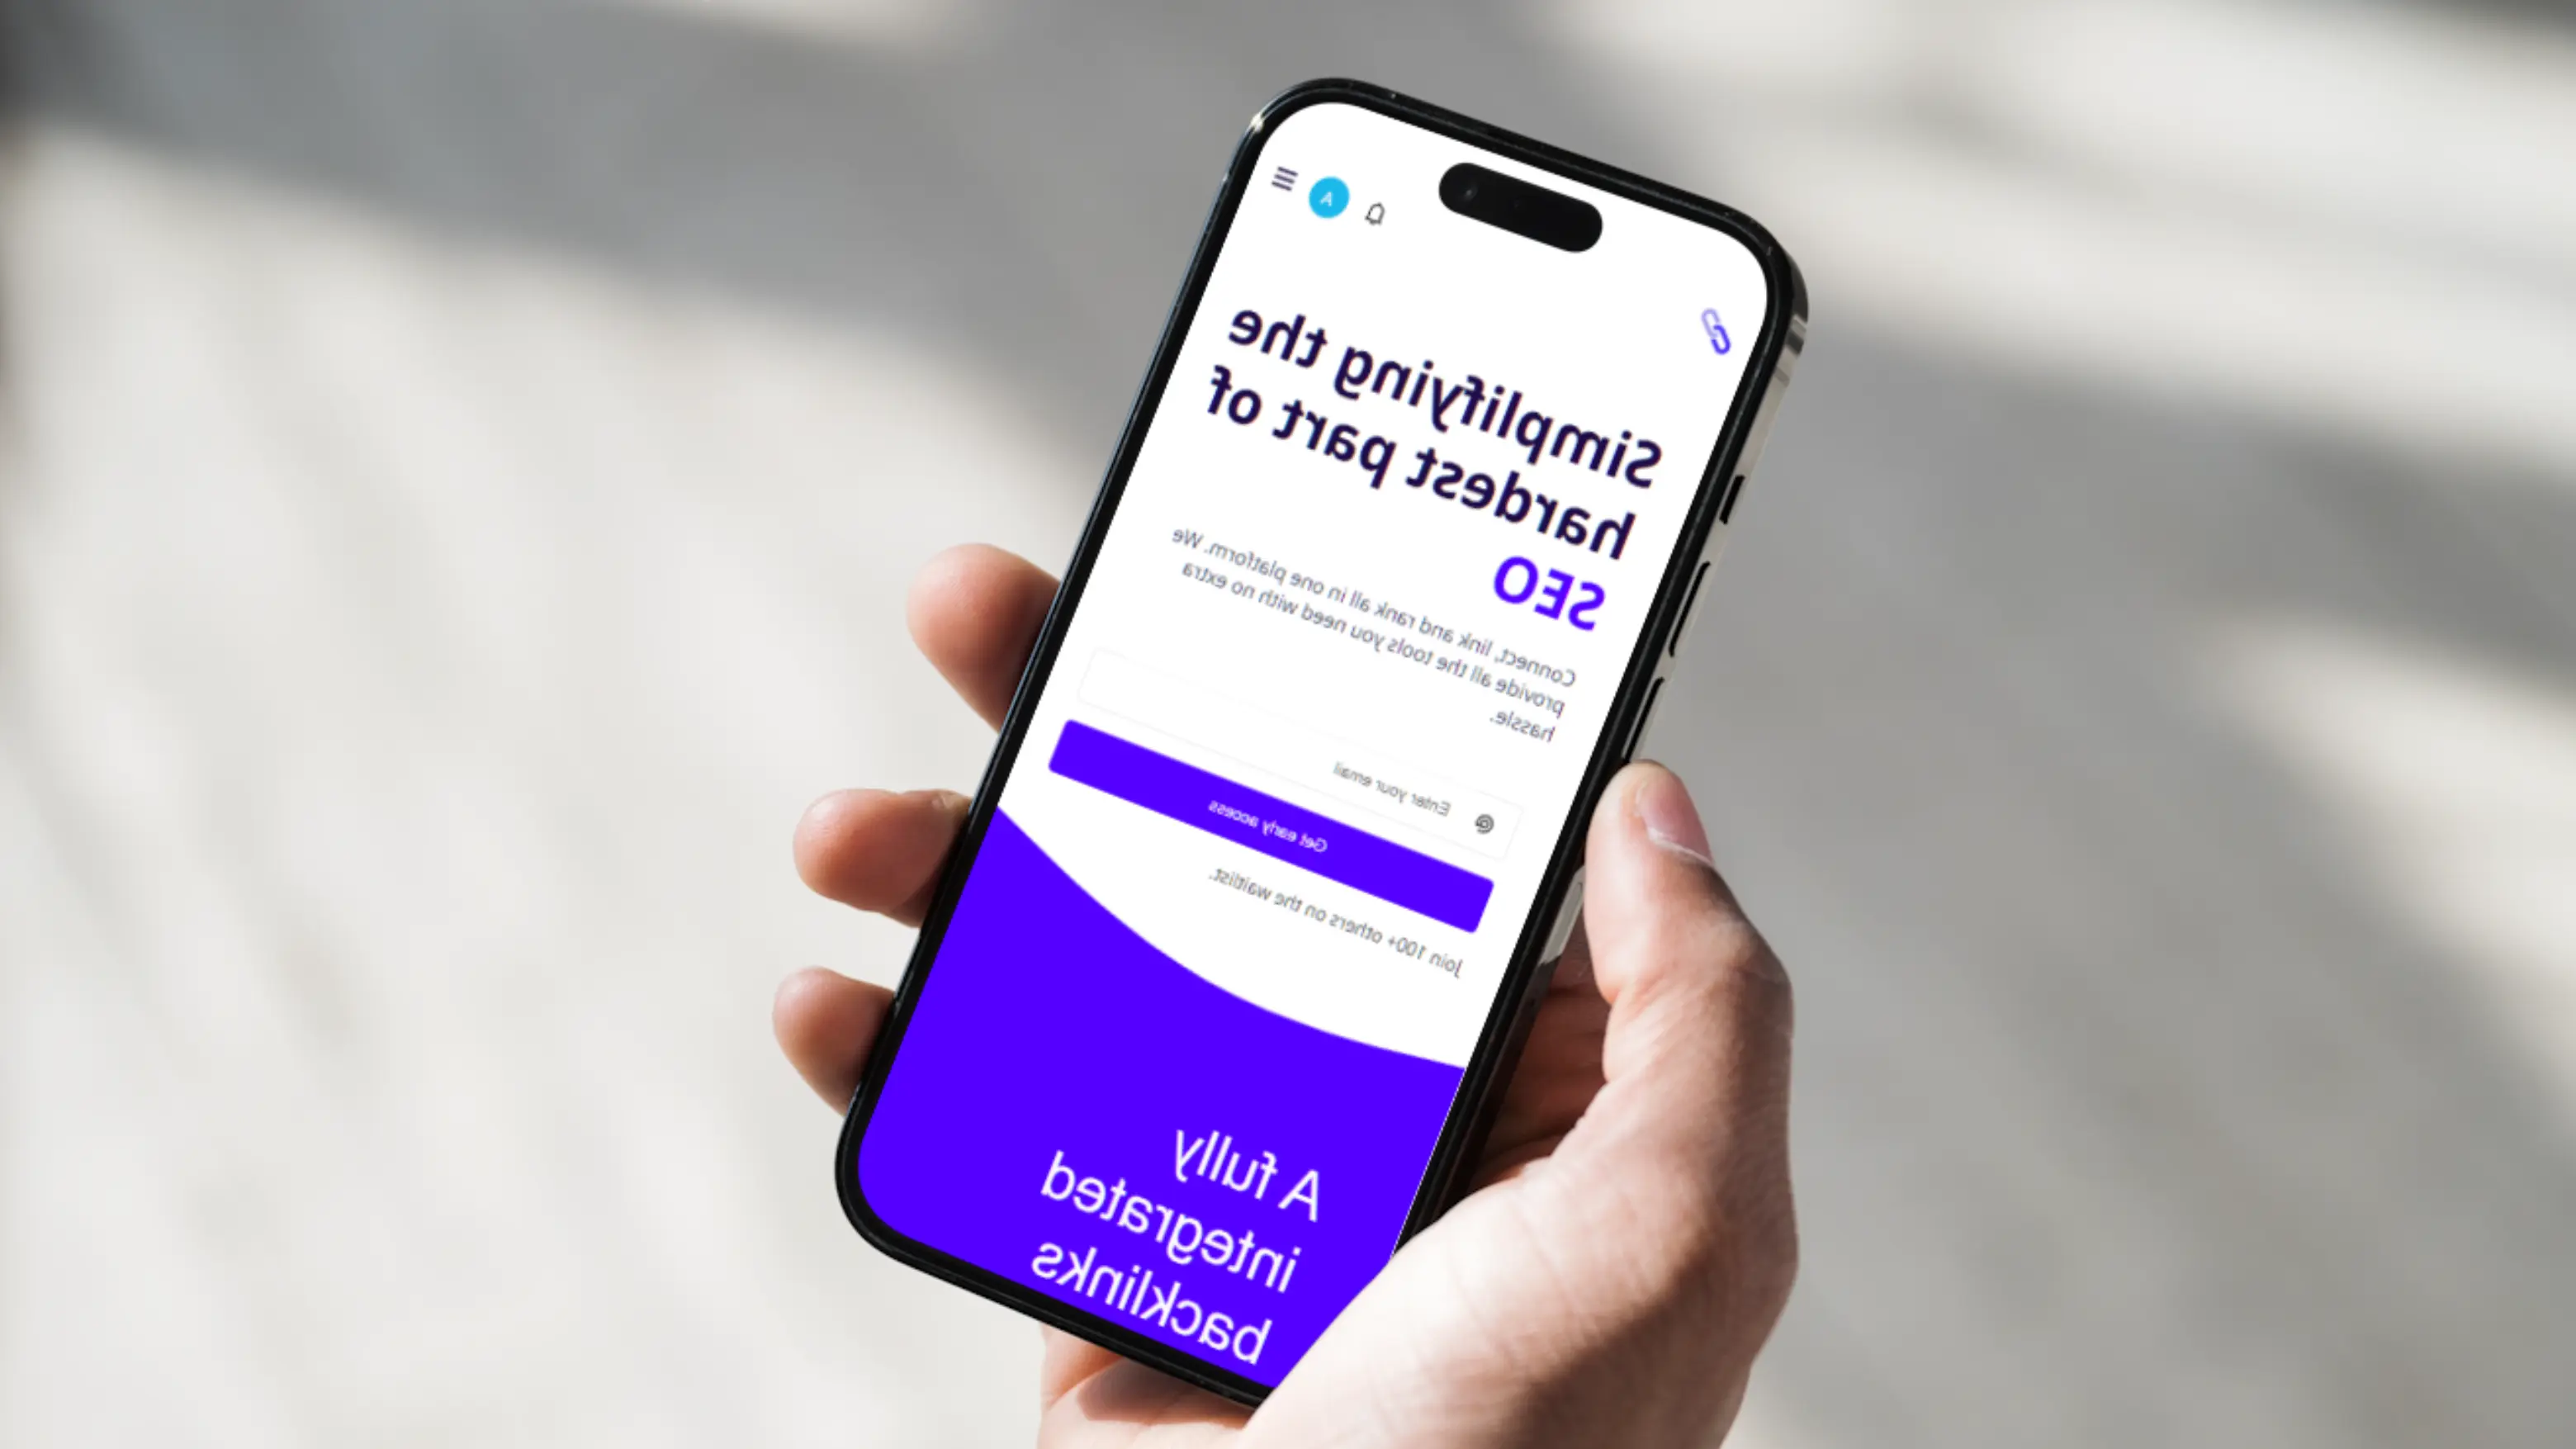 A
Simplifying the
hardest part of
SEO
Connect, link and rank all in one platform. We
provide all the tools you need with no extra
hassle.
Enter your email
Get early access
Join 100+ others on the waitlist.
A fully
integrated
backlinks